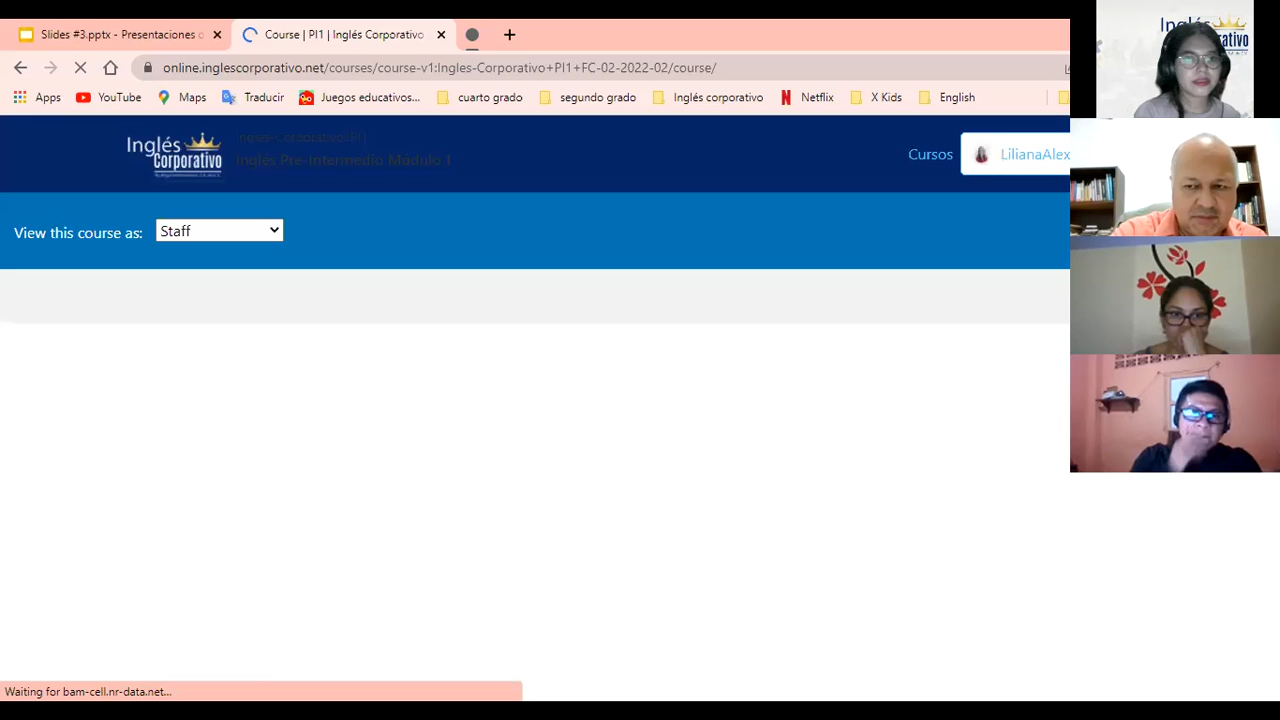 Slides #3.pptx - Presentaciones
Course | PI1 | Inglés Corporativo
online.inglescorporativo.net/courses/course-v1:Ingles-Corporativo+PI1+FC-02-2022-02/course/
Apps YouTube Maps Traducir Juegos educativos... cuarto grado segundo grado Inglés corporativo Netflix X Kids English
Inglés
Corporativo
Ingles-Corporativo: PI1
Inglés Pre-Intermedio Módulo 1
Cursos LilianaAlex
View this course as: Staff
Waiting for bam-cell.nr-data.net...